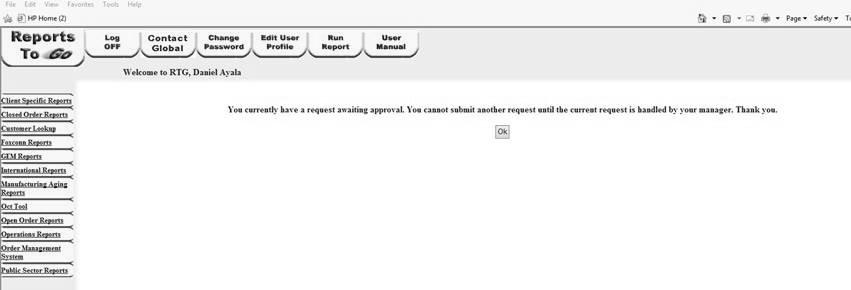 File Edit View Favorites Tools Help
HP Home (2)
Page Safety
Reports To Go
Log OFF
Contact Global
Change Password
Edit User Profile
Run Report
User Manual
Welcome to RTG, Daniel Ayala
Client Specific Reports
Closed Order Reports
Customer Lookup
Foxconn Reports
GEM Reports
International Reports
Manufacturing Aging
Reports
Oct Tool
Open Order Reports
Operations Reports
Order Management
System
Public Sector Reports
You currently have a request awaiting approval. You cannot submit another request until the current request is handled by your manager. Thank you.
Ok